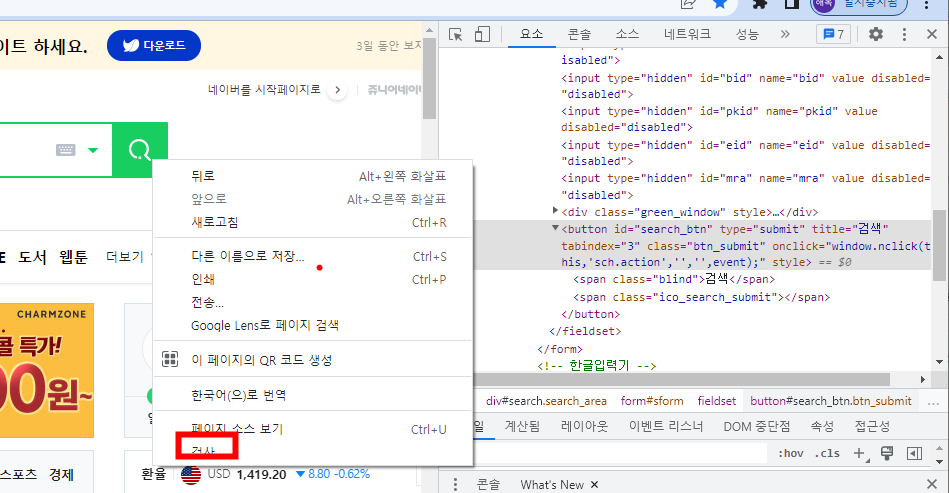 해옥
일시중지됨
이트 하세요.
다운로드
3일 동안 보지
네이버를 시작페이지로
쥬니어네이버
뒤로 Alt+왼쪽 화살표
앞으로 Alt+오른쪽 화살표
새로고침 Ctrl+R
다른 이름으로 저장... Ctrl+S
인쇄 Ctrl+P
전송...
Google Lens로 페이지 검색
이 페이지의 QR 코드 생성
한국어(으)로 번역
페이지 소스 보기 Ctrl+U
검사
E 도서 웹툰 더보기
CHARMZONE
콜 특가!
00원~
스포츠 경제
환율 USD 1,419.20 ▼8.80 -0.62%
요소 콘솔 소스 네트워크 성능 » 7
isabled">
<input type="hidden" id="bid" name="bid" value disabled=
"disabled">
<input type="hidden" id="pkid" name="pkid" value
disabled="disabled">
<input type="hidden" id="eid" name="eid" value disabled=
"disabled">
<input type="hidden" id="mra" name="mra" value disabled=
"disabled">
<div class="green_window" style>…</div>
<button id="search_btn" type="submit" title="검색"
tabindex="3" class="btn_submit" onclick="window.nclick(t
his,'sch.action','','',event);" style> == $0
<span class="blind">검색</span>
<span class="ico_search_submit"></span>
</button>
</fieldset>
</form>
<!-- 한글입력기 -->
div#search.search_area form#sform fieldset button#search_btn.btn_submit ...
일 계산됨 레이아웃 이벤트 리스너 DOM 중단점 속성 접근성
:hov .cls
콘솔 What's New ×